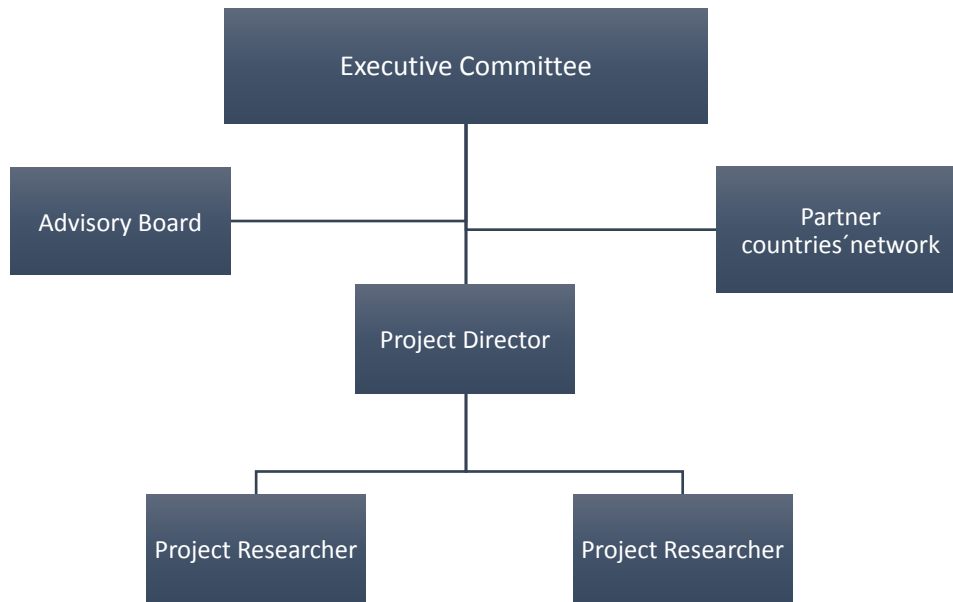 Executive Committee
Advisory Board
Partner
countries´network
Project Director
Project Researcher
Project Researcher